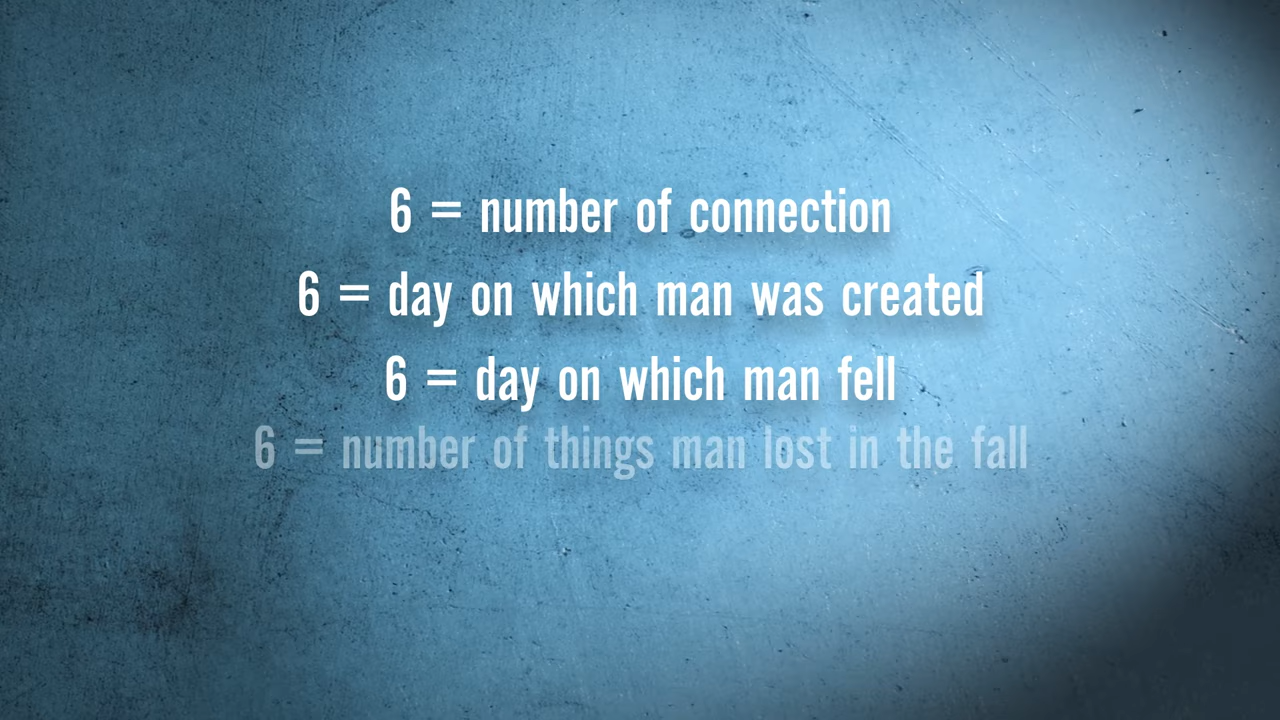 6 = number of connection
6 = day on which man was created
6 = day on which man fell
6 = number of things man lost in the fall